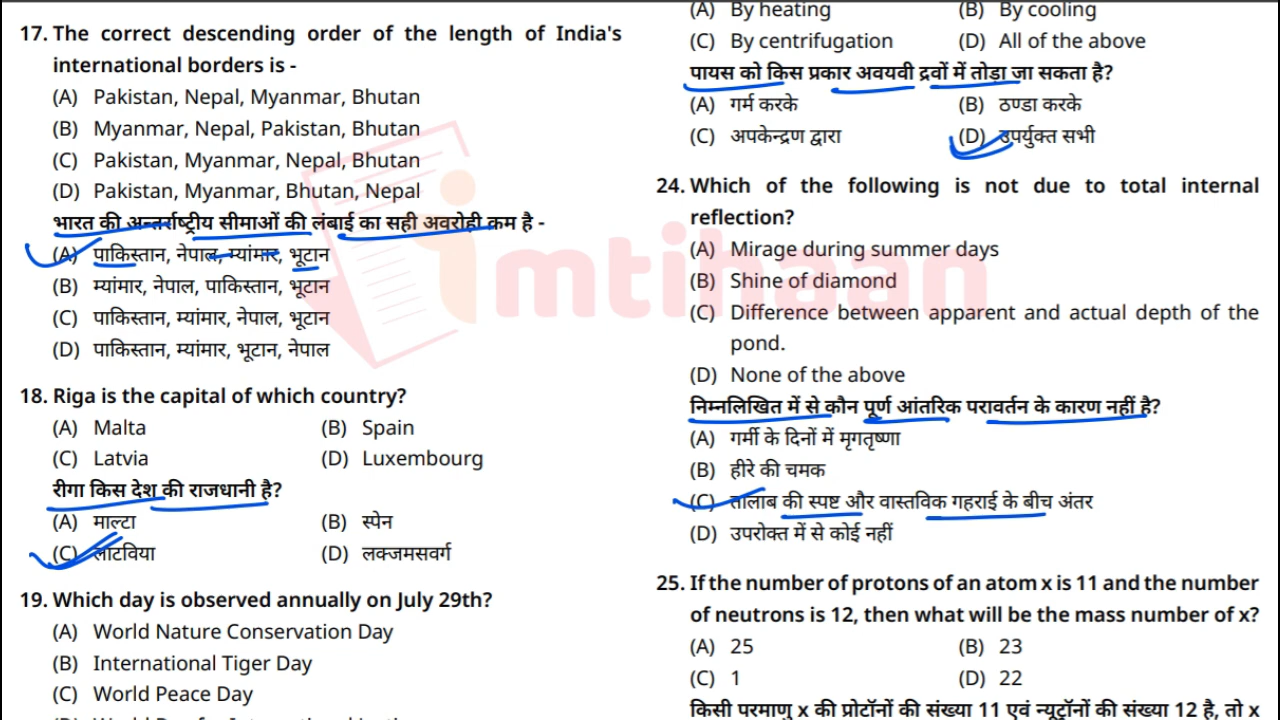 17. The correct descending order of the length of India's
international borders is -
(A) Pakistan, Nepal, Myanmar, Bhutan
(B) Myanmar, Nepal, Pakistan, Bhutan
(C) Pakistan, Myanmar, Nepal, Bhutan
(D) Pakistan, Myanmar, Bhutan, Nepal
भारत की अन्तर्राष्ट्रीय सीमाओं की लंबाई का सही अवरोही क्रम है -
(A) पाकिस्तान, नेपाल, म्यांमार, भूटान
(B) म्यांमार, नेपाल, पाकिस्तान, भूटान
(C) पाकिस्तान, म्यांमार, नेपाल, भूटान
(D) पाकिस्तान, म्यांमार, भूटान, नेपाल
18. Riga is the capital of which country?
(A) Malta (B) Spain
(C) Latvia (D) Luxembourg
रीगा किस देश की राजधानी है?
(A) माल्टा (B) स्पेन
(C) लाटविया (D) लक्जमसवर्ग
19. Which day is observed annually on July 29th?
(A) World Nature Conservation Day
(B) International Tiger Day
(C) World Peace Day
(A) By heating (B) By cooling
(C) By centrifugation (D) All of the above
पायस को किस प्रकार अवयवी द्रवों में तोड़ा जा सकता है?
(A) गर्म करके (B) ठण्डा करके
(C) अपकेन्द्रण द्वारा (D) उपर्युक्त सभी
24. Which of the following is not due to total internal
reflection?
(A) Mirage during summer days
(B) Shine of diamond
(C) Difference between apparent and actual depth of the
pond.
(D) None of the above
निम्नलिखित में से कौन पूर्ण आंतरिक परावर्तन के कारण नहीं है?
(A) गर्मी के दिनों में मृगतृष्णा
(B) हीरे की चमक
(C) तालाब की स्पष्ट और वास्तविक गहराई के बीच अंतर
(D) उपरोक्त में से कोई नहीं
25. If the number of protons of an atom x is 11 and the number
of neutrons is 12, then what will be the mass number of x?
(A) 25 (B) 23
(C) 1 (D) 22
किसी परमाणु x की प्रोटॉनों की संख्या 11 एवं न्यूट्रॉनों की संख्या 12 है, तो x
imtihaan